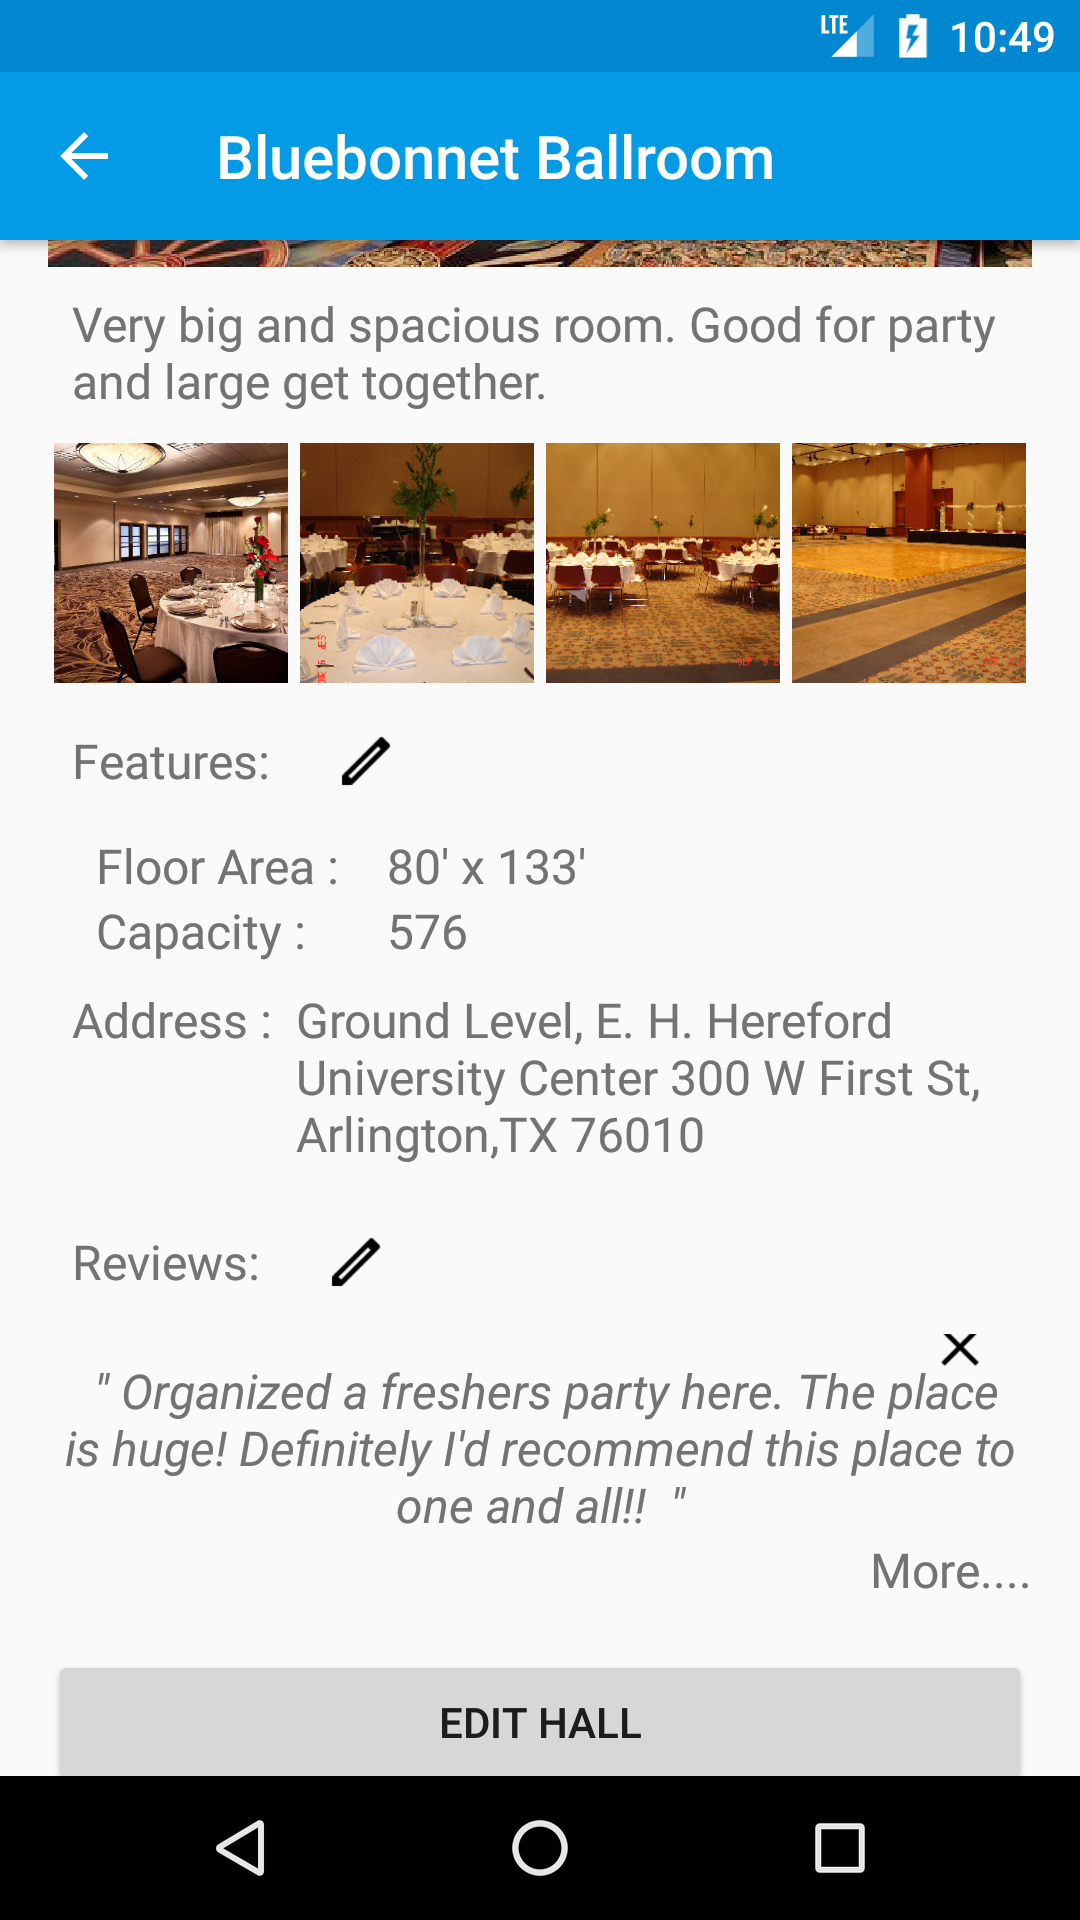 LTE 10:49
Bluebonnet Ballroom
Very big and spacious room. Good for party
and large get together.
Features:
Floor Area : 80' x 133'
Capacity : 576
Address : Ground Level, E. H. Hereford
University Center 300 W First St,
Arlington,TX 76010
Reviews:
" Organized a freshers party here. The place
is huge! Definitely I'd recommend this place to
one and all!! "
More....
EDIT HALL